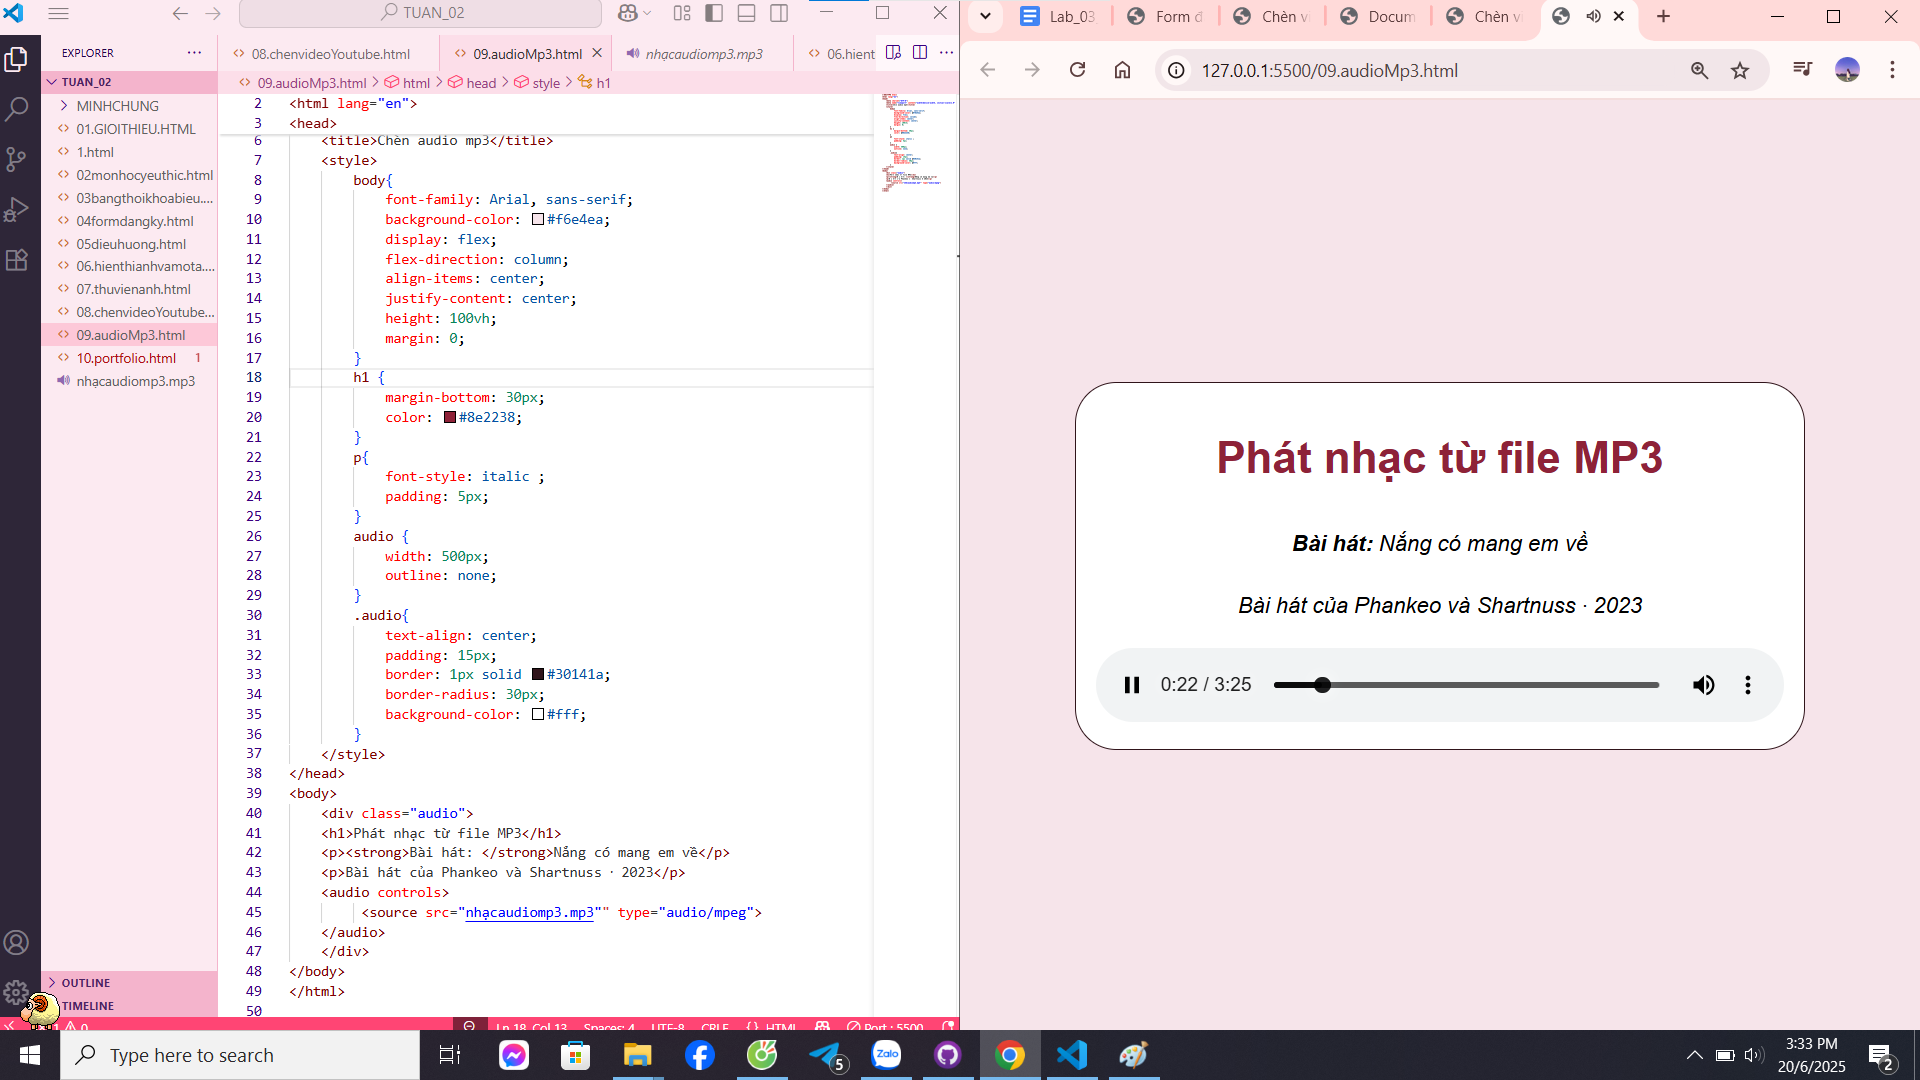 TUAN_02
EXPLORER
TUAN_02
MINHCHUNG
01.GIOITHIEU.HTML
1.html
02monhocyeuthic.html
03bangthoikhoabieu....
04formdangky.html
05dieuhuong.html
06.hienthianhvamota....
07.thuvienanh.html
08.chenvideoYoutube...
09.audioMp3.html
10.portfolio.html 1
nhạcaudiomp3.mp3
OUTLINE
TIMELINE
08.chenvideoYoutube.html
09.audioMp3.html
nhạcaudiomp3.mp3
06.hient
09.audioMp3.html > html > head > style > h1
2 <html lang="en">
3 <head>
6 <title>Chèn audio mp3</title>
7 <style>
8 body{
9 font-family: Arial, sans-serif;
10 background-color: #f6e4ea;
11 display: flex;
12 flex-direction: column;
13 align-items: center;
14 justify-content: center;
15 height: 100vh;
16 margin: 0;
17 }
18 h1 {
19 margin-bottom: 30px;
20 color: #8e2238;
21 }
22 p{
23 font-style: italic ;
24 padding: 5px;
25 }
26 audio {
27 width: 500px;
28 outline: none;
29 }
30 .audio{
31 text-align: center;
32 padding: 15px;
33 border: 1px solid #30141a;
34 border-radius: 30px;
35 background-color: #fff;
36 }
37 </style>
38 </head>
39 <body>
40 <div class="audio">
41 <h1>Phát nhạc từ file MP3</h1>
42 <p><strong>Bài hát: </strong>Nắng có mang em về</p>
43 <p>Bài hát của Phankeo và Shartnuss · 2023</p>
44 <audio controls>
45 <source src="nhạcaudiomp3.mp3"" type="audio/mpeg">
46 </audio>
47 </div>
48 </body>
49 </html>
50
Ln 18, Col 13 Spaces: 4 UTF-8 CRLF {} HTML Port : 5500
Lab_03
Form đ
Chèn vi
Docum
Chèn vi
127.0.0.1:5500/09.audioMp3.html
Phát nhạc từ file MP3
Bài hát: Nắng có mang em về
Bài hát của Phankeo và Shartnuss · 2023
0:22 / 3:25
Type here to search
5
Zalo
3:33 PM
20/6/2025
2